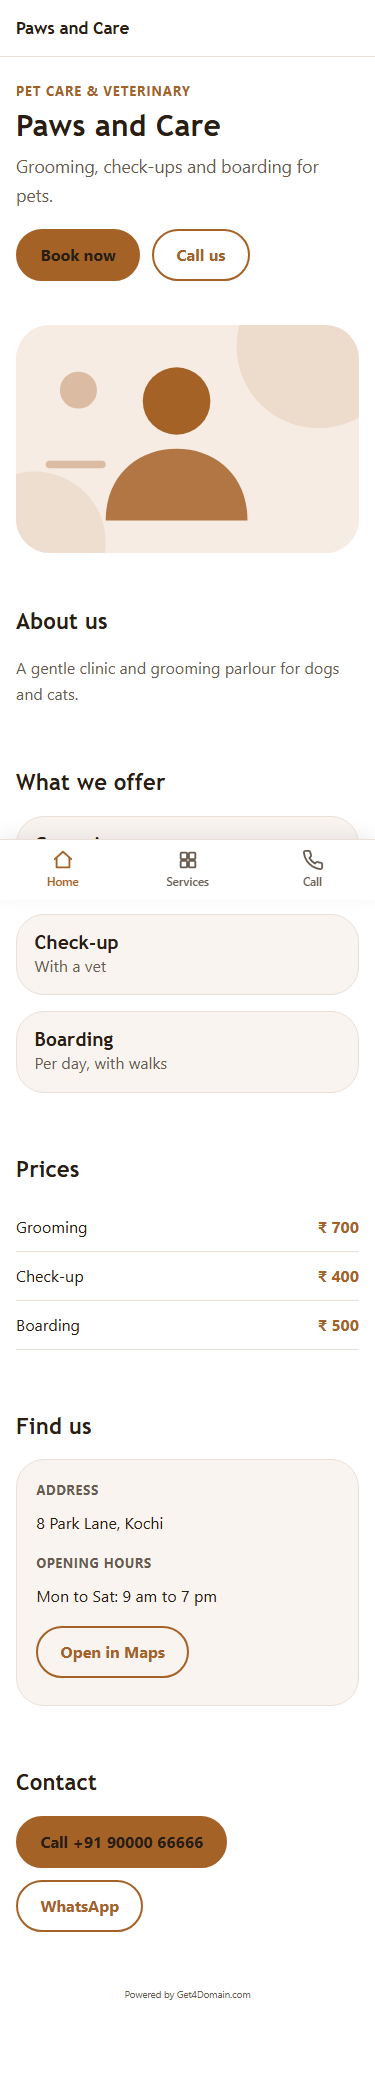 Paws and Care
PET CARE & VETERINARY
Paws and Care
Grooming, check-ups and boarding for
pets.
Book now
Call us
About us
A gentle clinic and grooming parlour for dogs
and cats.
What we offer
Home
Services
Call
Check-up
With a vet
Boarding
Per day, with walks
Prices
Grooming
₹ 700
Check-up
₹ 400
Boarding
₹ 500
Find us
ADDRESS
8 Park Lane, Kochi
OPENING HOURS
Mon to Sat: 9 am to 7 pm
Open in Maps
Contact
Call +91 90000 66666
WhatsApp
Powered by Get4Domain.com